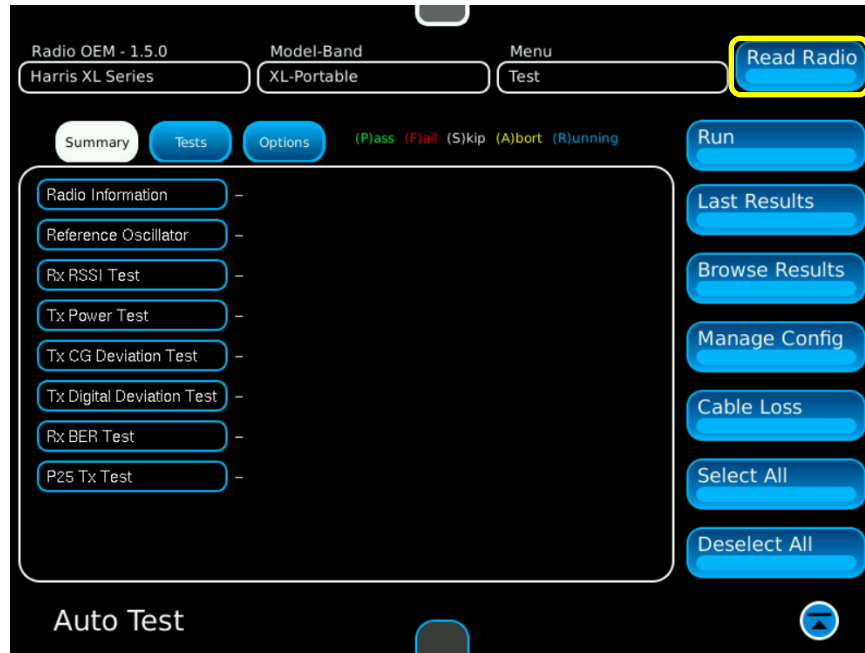 Radio OEM - 1.5.0 Model-Band Menu
Harris XL Series XL-Portable Test
Read Radio
Summary Tests Options (P)ass (F)ail (S)kip (A)bort (R)unning
Run
Radio Information –
Last Results
Reference Oscillator –
Rx RSSI Test –
Browse Results
Tx Power Test –
Manage Config
Tx CG Deviation Test –
Tx Digital Deviation Test –
Cable Loss
Rx BER Test –
P25 Tx Test –
Select All
Deselect All
Auto Test